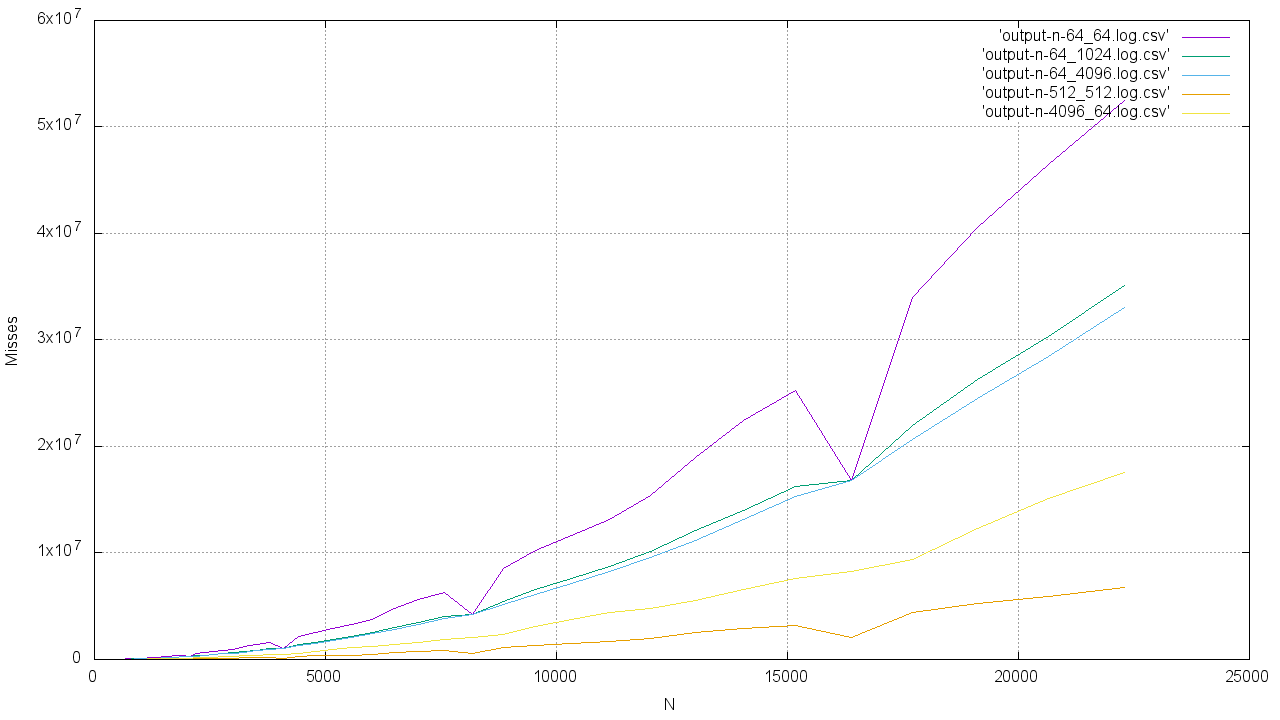 6x10^7
5x10^7
4x10^7
3x10^7
2x10^7
1x10^7
0
Misses
'output-n-64_64.log.csv'
'output-n-64_1024.log.csv'
'output-n-64_4096.log.csv'
'output-n-512_512.log.csv'
'output-n-4096_64.log.csv'
0 5000 10000 15000 20000 25000
N